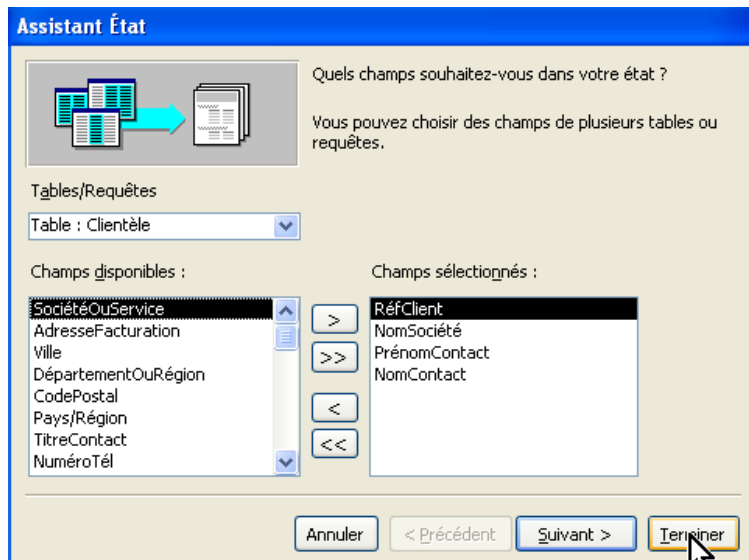 Assistant État
Quels champs souhaitez-vous dans votre état ?
Vous pouvez choisir des champs de plusieurs tables ou
requêtes.
Tables/Requêtes
Table : Clientèle
Champs disponibles :
Champs sélectionnés :
SociétéOuService
AdresseFacturation
Ville
DépartementOuRégion
CodePostal
Pays/Région
TitreContact
NuméroTél
>
>>
<
<<
RéfClient
NomSociété
PrénomContact
NomContact
Annuler
< Précédent
Suivant >
Terminer